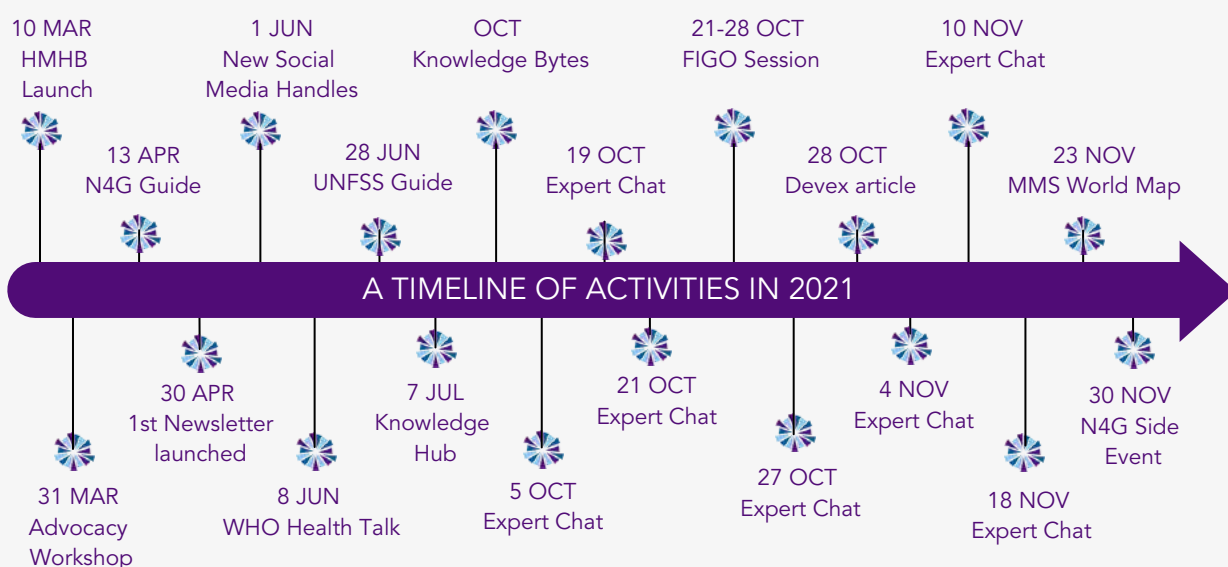 10 MAR
HMHB
Launch
1 JUN
New Social
Media Handles
OCT
Knowledge Bytes
21-28 OCT
FIGO Session
10 NOV
Expert Chat
13 APR
N4G Guide
28 JUN
UNFSS Guide
19 OCT
Expert Chat
28 OCT
Devex article
23 NOV
MMS World Map
A TIMELINE OF ACTIVITIES IN 2021
30 APR
1st Newsletter
launched
7 JUL
Knowledge
Hub
21 OCT
Expert Chat
4 NOV
Expert Chat
30 NOV
N4G Side
Event
31 MAR
Advocacy
Workshop
8 JUN
WHO Health Talk
5 OCT
Expert Chat
27 OCT
Expert Chat
18 NOV
Expert Chat